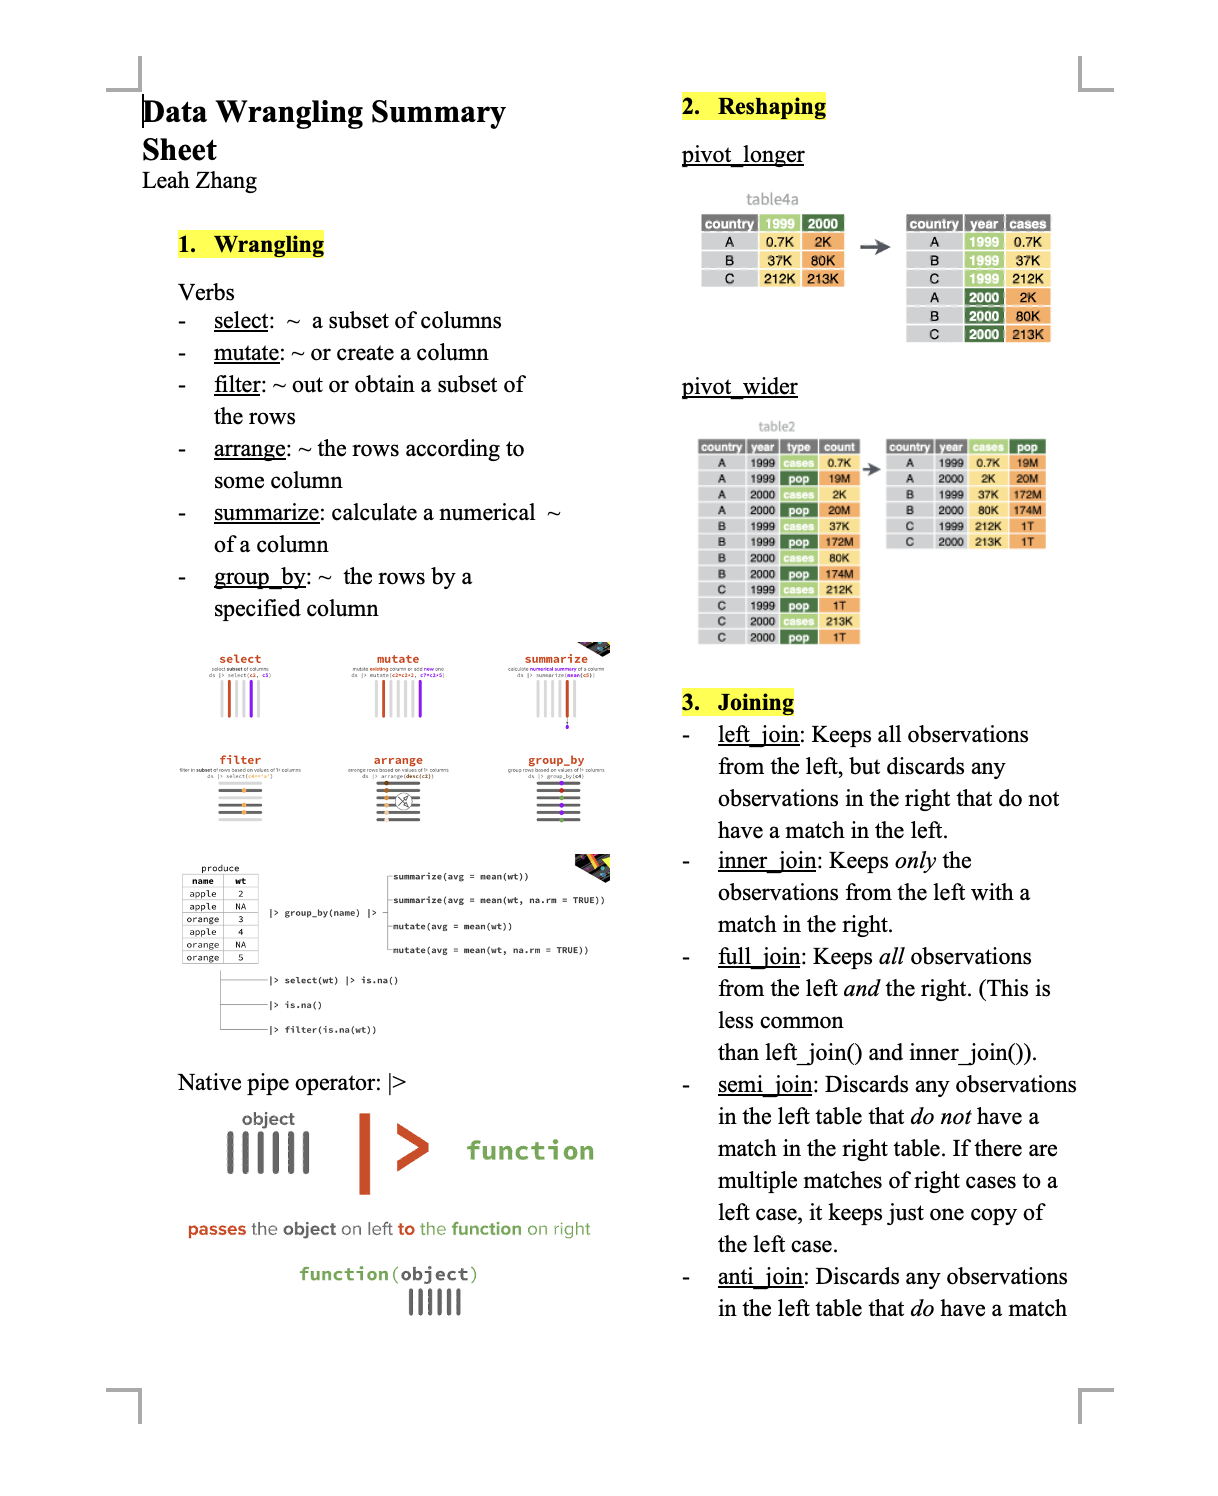 Data Wrangling Summary
Sheet
Leah Zhang
1. Wrangling
Verbs
- select: ~ a subset of columns
- mutate: ~ or create a column
- filter: ~ out or obtain a subset of
the rows
- arrange: ~ the rows according to
some column
- summarize: calculate a numerical ~
of a column
- group_by: ~ the rows by a
specified column
select mutate summarize
select subset of columns mutate existing column or add new one calculate numerical summary of a column
ds |> select(c2, c5) ds |> mutate(c2=c2+1, c7=c2+5) ds |> summarize(mean(c5))
filter arrange group_by
filter in subset of rows based on values of 1+ columns arrange rows based on values of 1+ columns group rows based on values of 1+ columns
ds |> select(c4=='a') ds |> arrange(desc(c2)) ds |> group_by(c4)
produce
name wt
apple 2
apple NA
orange 3
apple 4
orange NA
orange 5
|> group_by(name) |>
summarize(avg = mean(wt))
summarize(avg = mean(wt, na.rm = TRUE))
mutate(avg = mean(wt))
mutate(avg = mean(wt, na.rm = TRUE))
|> select(wt) |> is.na()
|> is.na()
|> filter(is.na(wt))
Native pipe operator: |>
object
|> function
passes the object on left to the function on right
function(object)
2. Reshaping
pivot_longer
table4a
country 1999 2000
A 0.7K 2K
B 37K 80K
C 212K 213K
country year cases
A 1999 0.7K
B 1999 37K
C 1999 212K
A 2000 2K
B 2000 80K
C 2000 213K
pivot_wider
table2
country year type count
A 1999 cases 0.7K
A 1999 pop 19M
A 2000 cases 2K
A 2000 pop 20M
B 1999 cases 37K
B 1999 pop 172M
B 2000 cases 80K
B 2000 pop 174M
C 1999 cases 212K
C 1999 pop 1T
C 2000 cases 213K
C 2000 pop 1T
country year cases pop
A 1999 0.7K 19M
A 2000 2K 20M
B 1999 37K 172M
B 2000 80K 174M
C 1999 212K 1T
C 2000 213K 1T
3. Joining
- left_join: Keeps all observations
from the left, but discards any
observations in the right that do not
have a match in the left.
- inner_join: Keeps only the
observations from the left with a
match in the right.
- full_join: Keeps all observations
from the left and the right. (This is
less common
than left_join() and inner_join()).
- semi_join: Discards any observations
in the left table that do not have a
match in the right table. If there are
multiple matches of right cases to a
left case, it keeps just one copy of
the left case.
- anti_join: Discards any observations
in the left table that do have a match